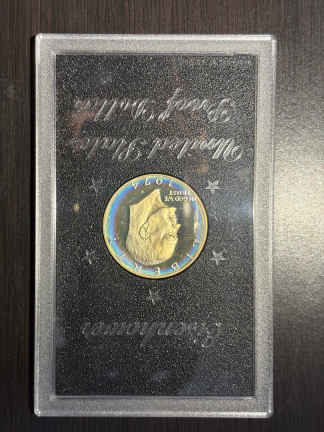 Eisenhower
United States
Proof Dollar
LIBERTY
IN GOD WE
TRUST
1974